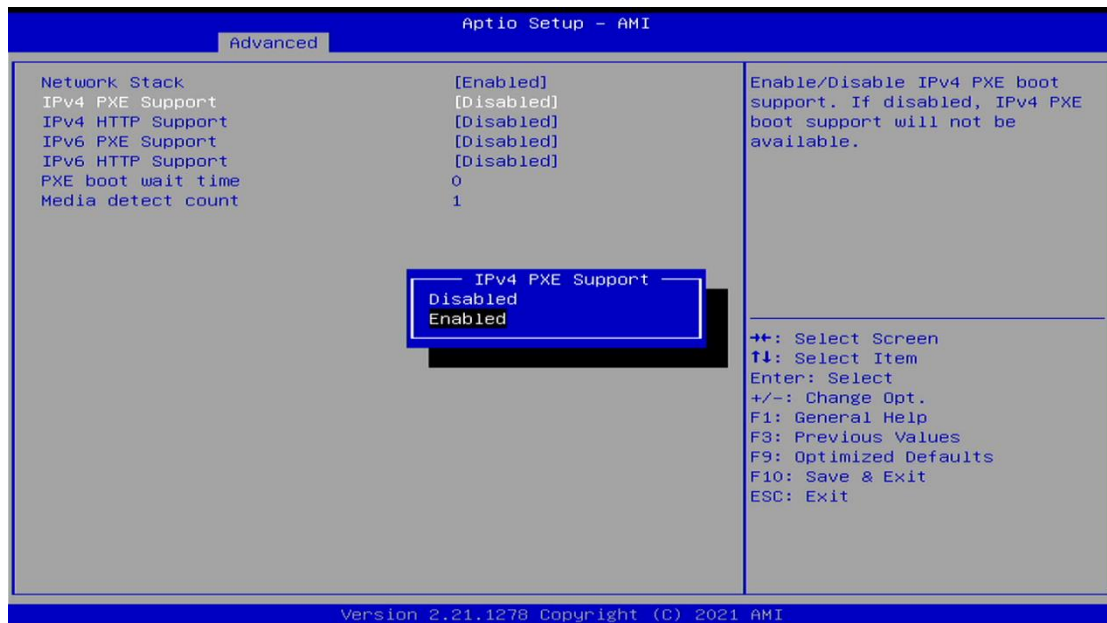 Aptio Setup – AMI
Advanced
Network Stack [Enabled]
IPv4 PXE Support [Disabled]
IPv4 HTTP Support [Disabled]
IPv6 PXE Support [Disabled]
IPv6 HTTP Support [Disabled]
PXE boot wait time 0
Media detect count 1
IPv4 PXE Support
Disabled
Enabled
Enable/Disable IPv4 PXE boot
support. If disabled, IPv4 PXE
boot support will not be
available.
→←: Select Screen
↑↓: Select Item
Enter: Select
+/-: Change Opt.
F1: General Help
F3: Previous Values
F9: Optimized Defaults
F10: Save & Exit
ESC: Exit
Version 2.21.1278 Copyright (C) 2021 AMI